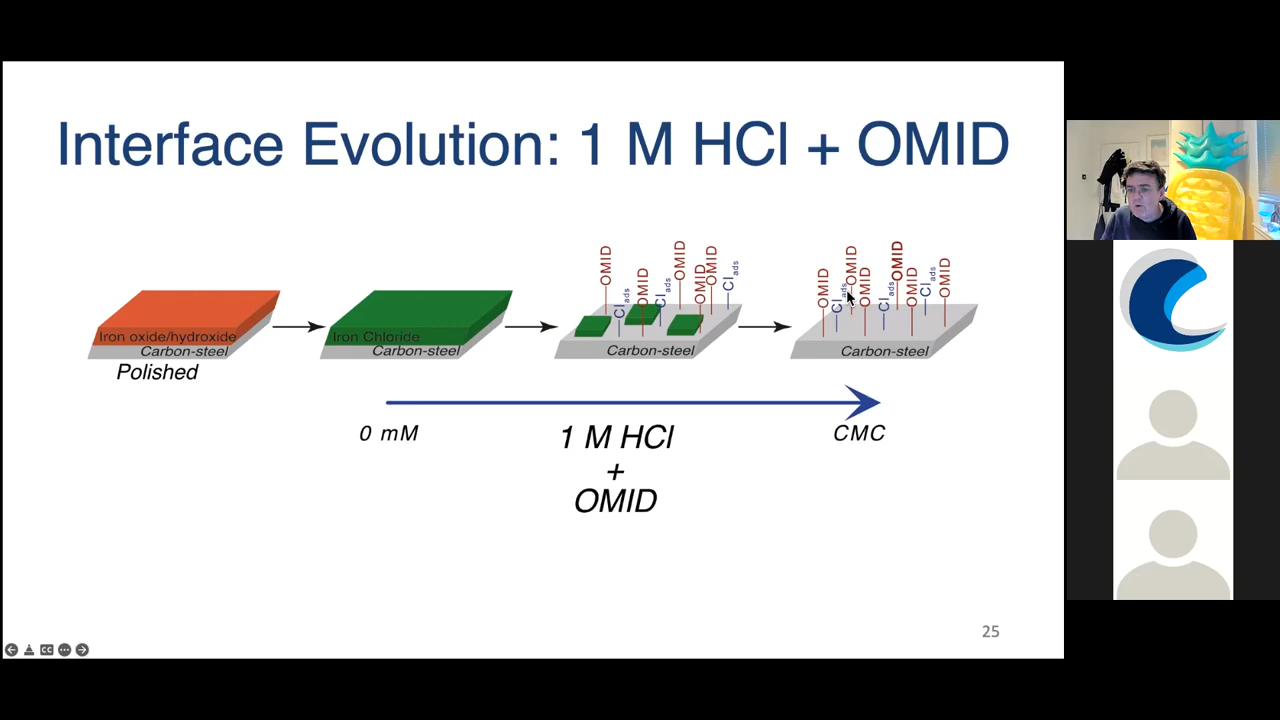 Interface Evolution: 1 M HCl + OMID
Iron oxide/hydroxide
Carbon-steel
Polished
Iron Chloride
Carbon-steel
OMID
Cl ads
OMID
Cl ads
OMID
OMID
OMID
Cl ads
Carbon-steel
OMID
Cl ads
OMID
OMID
Cl ads
OMID
OMID
Cl ads
OMID
Carbon-steel
0 mM
1 M HCl
+
OMID
CMC
25
CC